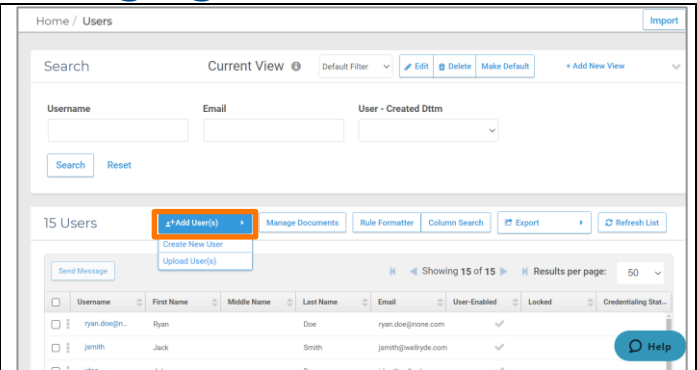 Home / Users
Import
Search
Current View
Default Filter
Edit
Delete
Make Default
+ Add New View
Username
Email
User - Created Dttm
Search
Reset
15 Users
+Add User(s)
Manage Documents
Rule Formatter
Column Search
Export
Refresh List
Create New User
Upload User(s)
Send Message
Showing 15 of 15
Results per page:
50
Username
First Name
Middle Name
Last Name
Email
User-Enabled
Locked
Credentialing Stat...
ryan.doe@n...
Ryan
Doe
ryan.doe@none.com
jsmith
Jack
Smith
jsmith@wellryde.com
Help